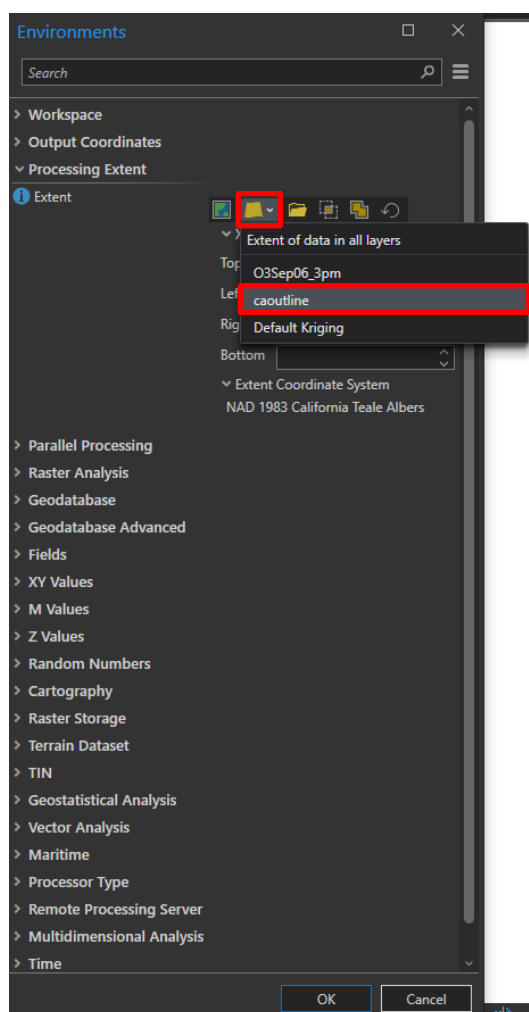 Environments
Search
Workspace
Output Coordinates
Processing Extent
Extent
Extent of data in all layers
Top
O3Sep06_3pm
caoutline
Default Kriging
Bottom
Extent Coordinate System
NAD 1983 California Teale Albers
Parallel Processing
Raster Analysis
Geodatabase
Geodatabase Advanced
Fields
XY Values
M Values
Z Values
Random Numbers
Cartography
Raster Storage
Terrain Dataset
TIN
Geostatistical Analysis
Vector Analysis
Maritime
Processor Type
Remote Processing Server
Multidimensional Analysis
Time
OK Cancel